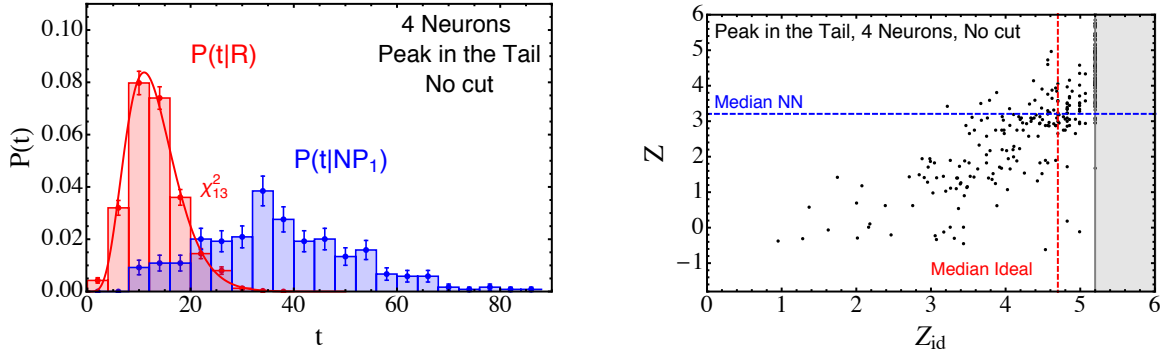 4 Neurons
Peak in the Tail
No cut
P(t|R)
P(t|NP₁)
χ²₁₃
P(t)
0.10
0.08
0.06
0.04
0.02
0.00
0 20 40 60 80
t
Peak in the Tail, 4 Neurons, No cut
Median NN
Median Ideal
Z
6
5
4
3
2
1
0
−1
0 1 2 3 4 5 6
Z_id